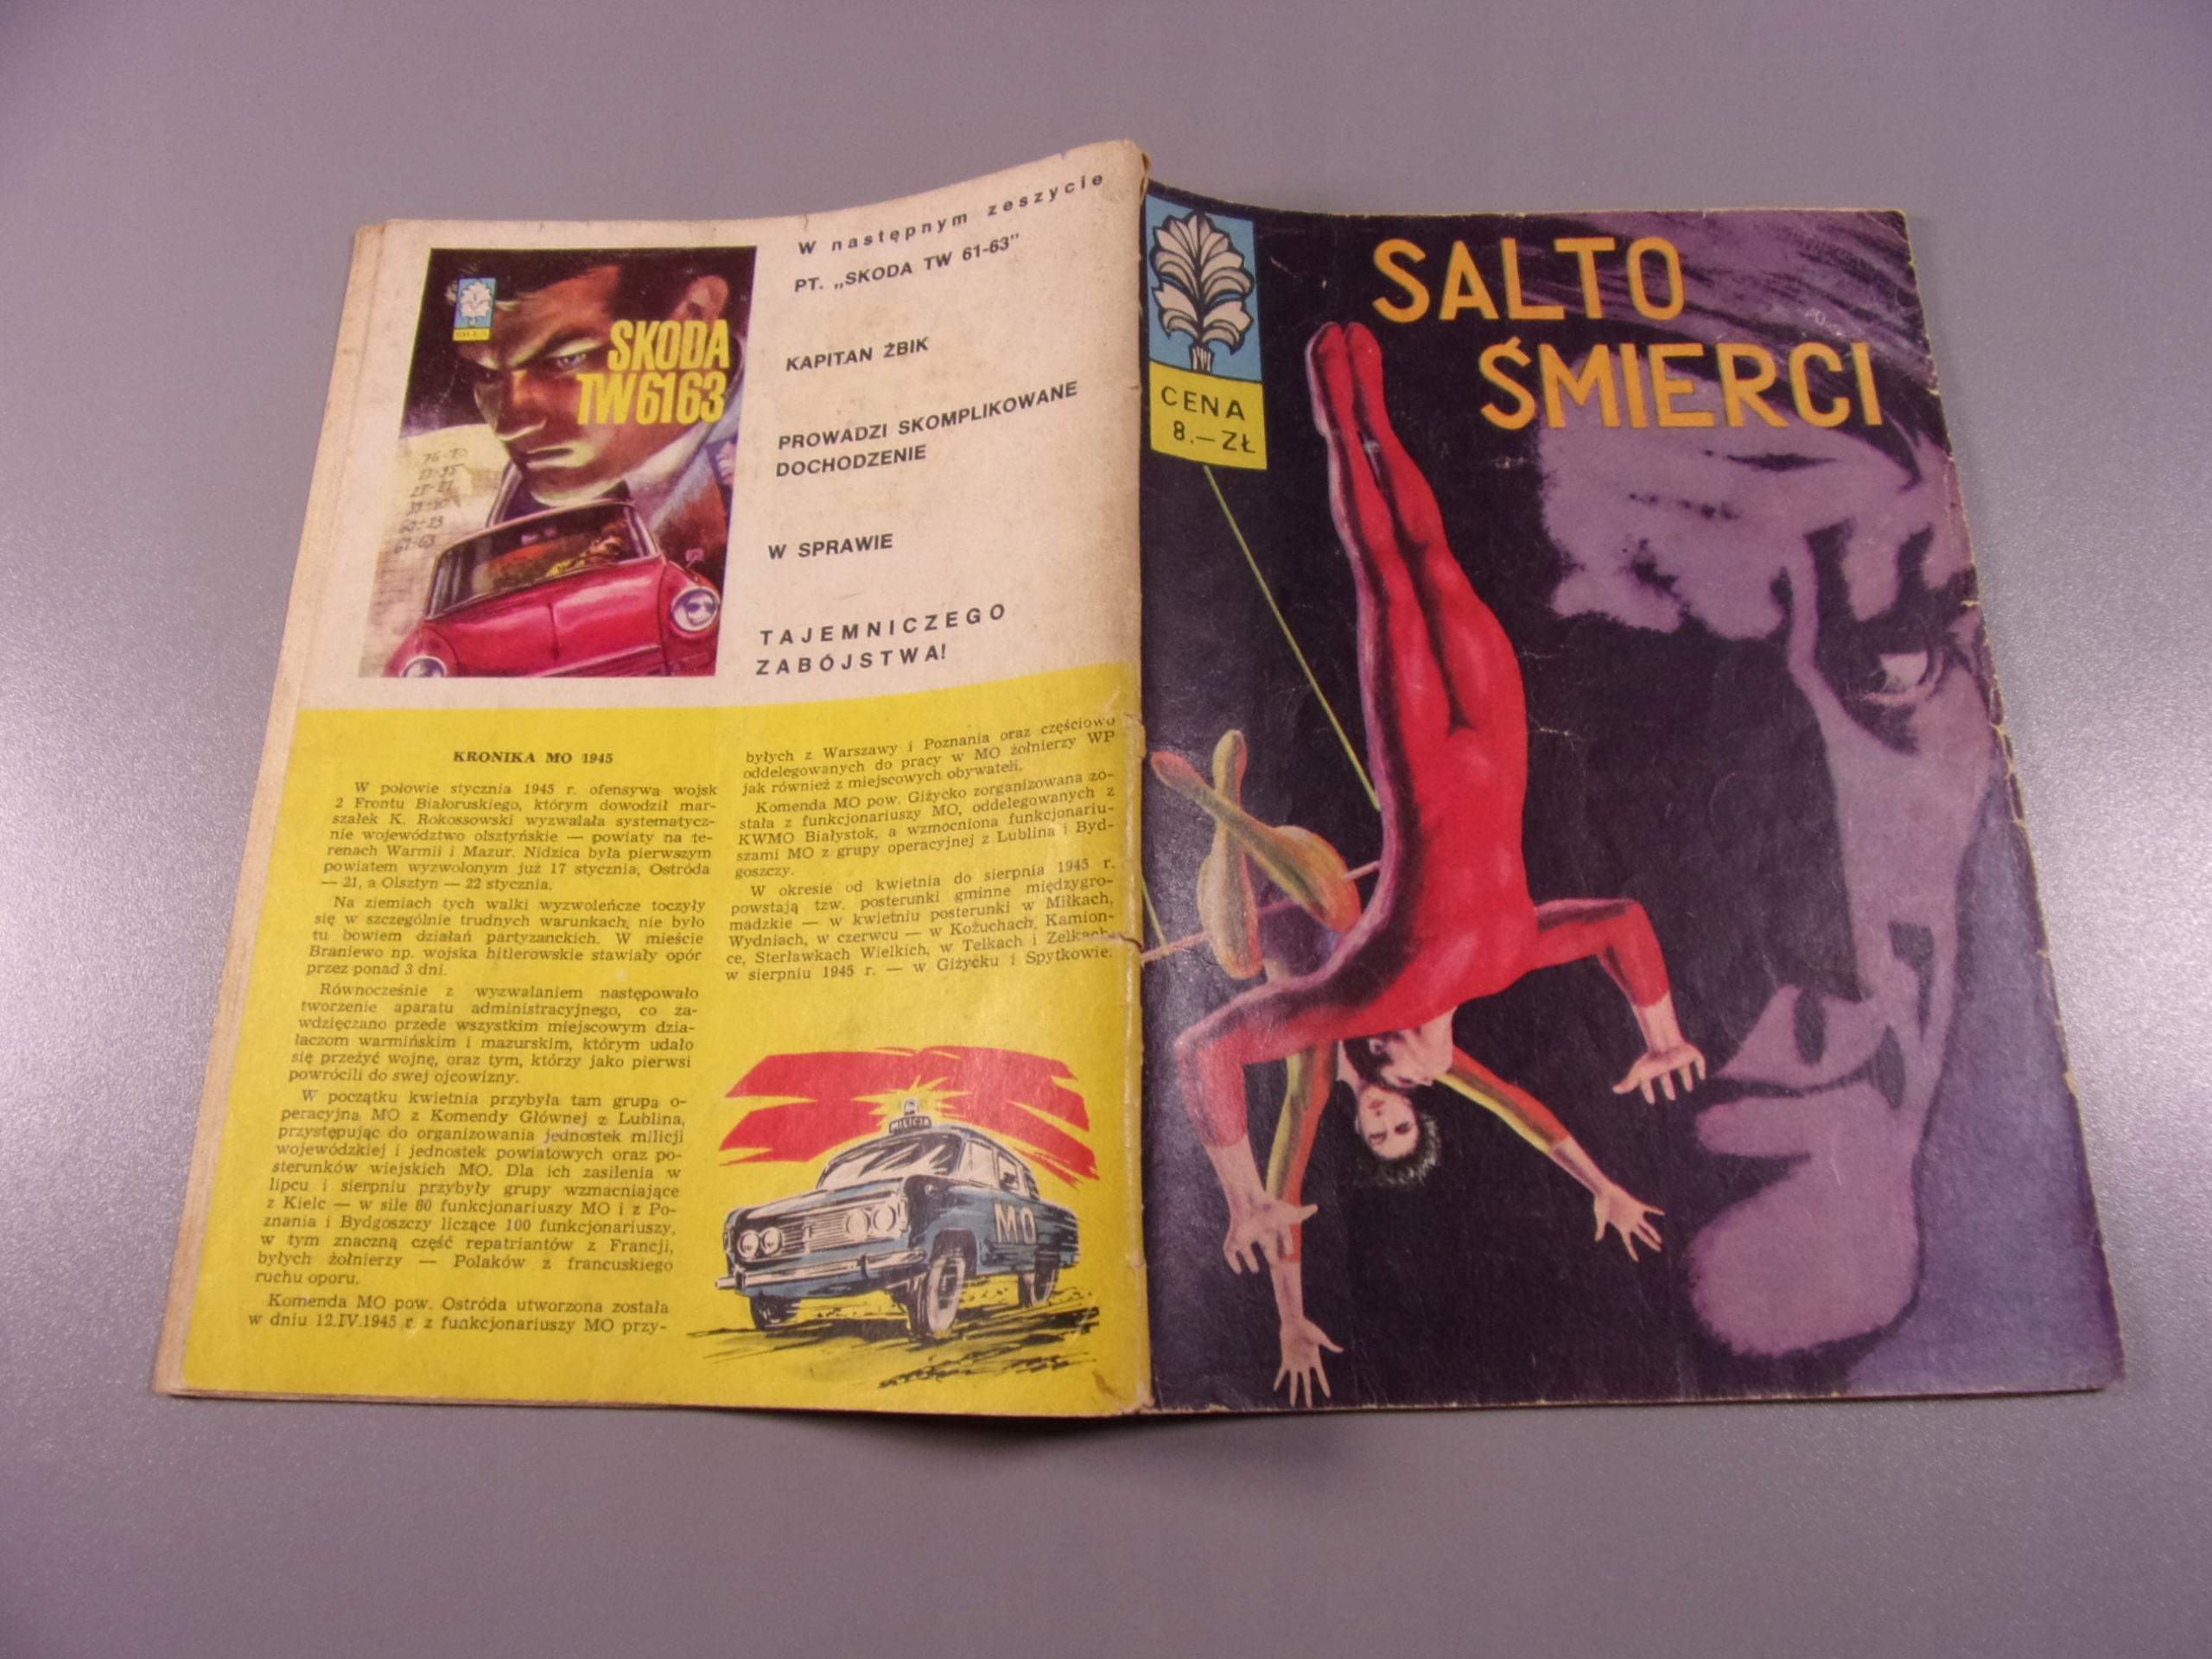 W następnym zeszycie
PT. „SKODA TW 61-63”
KAPITAN ŻBIK
PROWADZI SKOMPLIKOWANE
DOCHODZENIE
W SPRAWIE
TAJEMNICZEGO
ZABÓJSTWA!
SKODA
TW6163
KRONIKA MO 1945
W połowie stycznia 1945 r. ofensywa wojsk
2 Frontu Białoruskiego, którym dowodził mar-
szałek K. Rokossowski wyzwalała systematycz-
nie województwo olsztyńskie — powiaty na te-
renach Warmii i Mazur. Nidzica była pierwszym
powiatem wyzwolonym już 17 stycznia, Ostróda
— 21, a Olsztyn — 22 stycznia.
Na ziemiach tych walki wyzwoleńcze toczyły
się w szczególnie trudnych warunkach, nie było
tu bowiem działań partyzanckich. W mieście
Braniewo np. wojska hitlerowskie stawiały opór
przez ponad 3 dni.
Równocześnie z wyzwalaniem następowało
tworzenie aparatu administracyjnego, co za-
wdzięczano przede wszystkim miejscowym dzia-
łaczom warmińskim i mazurskim, którym udało
się przeżyć wojnę, oraz tym, którzy jako pierwsi
powrócili do swej ojcowizny.
W początku kwietnia przybyła tam grupa o-
peracyjna MO z Komendy Głównej z Lublina,
przystępując do organizowania jednostek milicji
wojewódzkiej i jednostek powiatowych oraz po-
sterunków wiejskich MO. Dla ich zasilenia w
lipcu i sierpniu przybyły grupy wzmacniające
z Kielc — w sile 80 funkcjonariuszy MO i z Po-
znania i Bydgoszczy liczące 100 funkcjonariuszy,
w tym znaczną część repatriantów z Francji,
byłych żołnierzy — Polaków z francuskiego
ruchu oporu.
Komenda MO pow. Ostróda utworzona została
w dniu 12.IV.1945 r. z funkcjonariuszy MO przy-
byłych z Warszawy i Poznania oraz częściowo
oddelegowanych do pracy w MO żołnierzy WP
jak również z miejscowych obywateli.
Komenda MO pow. Giżycko zorganizowana zo-
stała z funkcjonariuszy MO, oddelegowanych z
KWMO Białystok, a wzmocniona funkcjonariu-
szami MO z grupy operacyjnej z Lublina i Byd-
goszczy.
W okresie od kwietnia do sierpnia 1945 r.
powstają tzw. posterunki gminne międzygro-
madzkie — w kwietniu posterunki w Miłkach,
Wydniach, w czerwcu — w Kożuchach, Kamion-
ce, Sterławkach Wielkich, w Telkach i Zelkach,
w sierpniu 1945 r. — w Giżycku i Spytkowie.
MILICJA
MO
SALTO
ŚMIERCI
CENA
8.—ZŁ